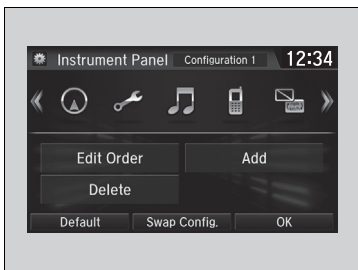 Instrument Panel Configuration 1 12:34
Edit Order Add
Delete
Default Swap Config. OK